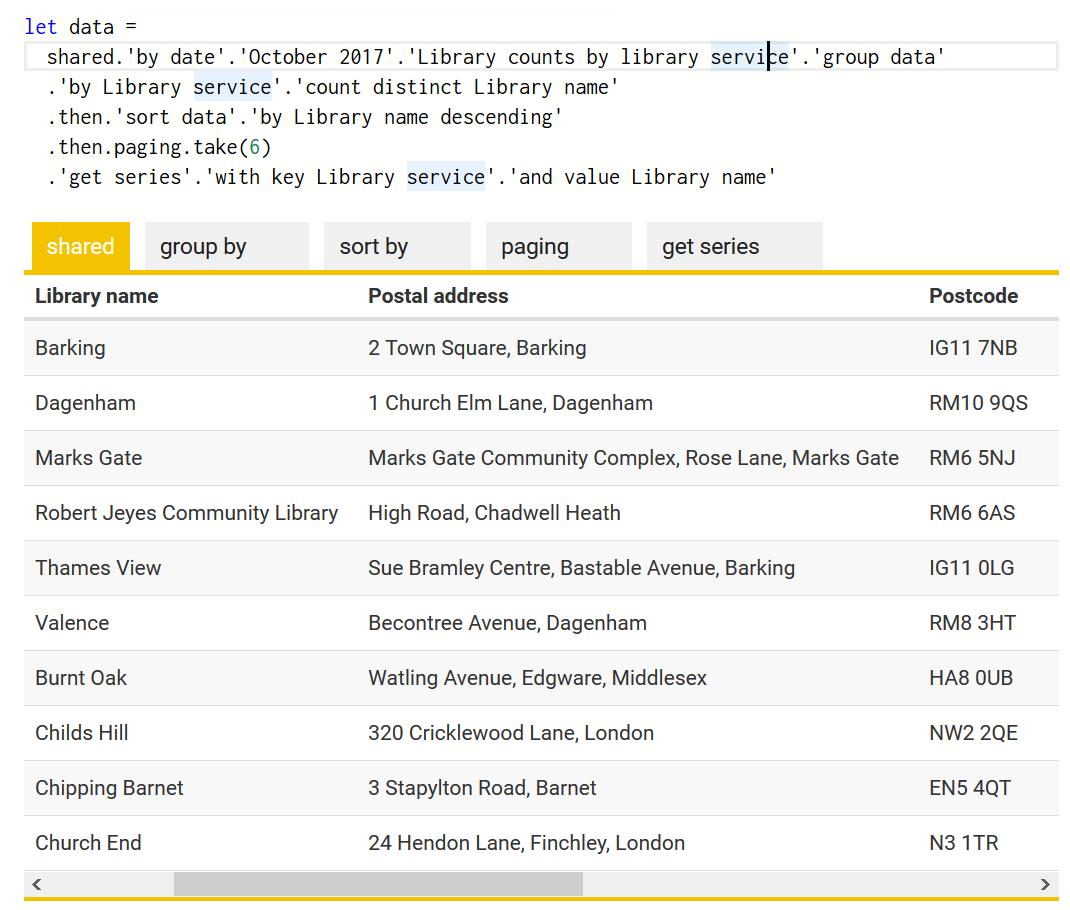 let data =
shared.'by date'.'October 2017'.'Library counts by library service'.'group data'
.'by Library service'.'count distinct Library name'
.then.'sort data'.'by Library name descending'
.then.paging.take(6)
.'get series'.'with key Library service'.'and value Library name'
shared group by sort by paging get series
Library name Postal address Postcode
Barking 2 Town Square, Barking IG11 7NB
Dagenham 1 Church Elm Lane, Dagenham RM10 9QS
Marks Gate Marks Gate Community Complex, Rose Lane, Marks Gate RM6 5NJ
Robert Jeyes Community Library High Road, Chadwell Heath RM6 6AS
Thames View Sue Bramley Centre, Bastable Avenue, Barking IG11 0LG
Valence Becontree Avenue, Dagenham RM8 3HT
Burnt Oak Watling Avenue, Edgware, Middlesex HA8 0UB
Childs Hill 320 Cricklewood Lane, London NW2 2QE
Chipping Barnet 3 Stapylton Road, Barnet EN5 4QT
Church End 24 Hendon Lane, Finchley, London N3 1TR